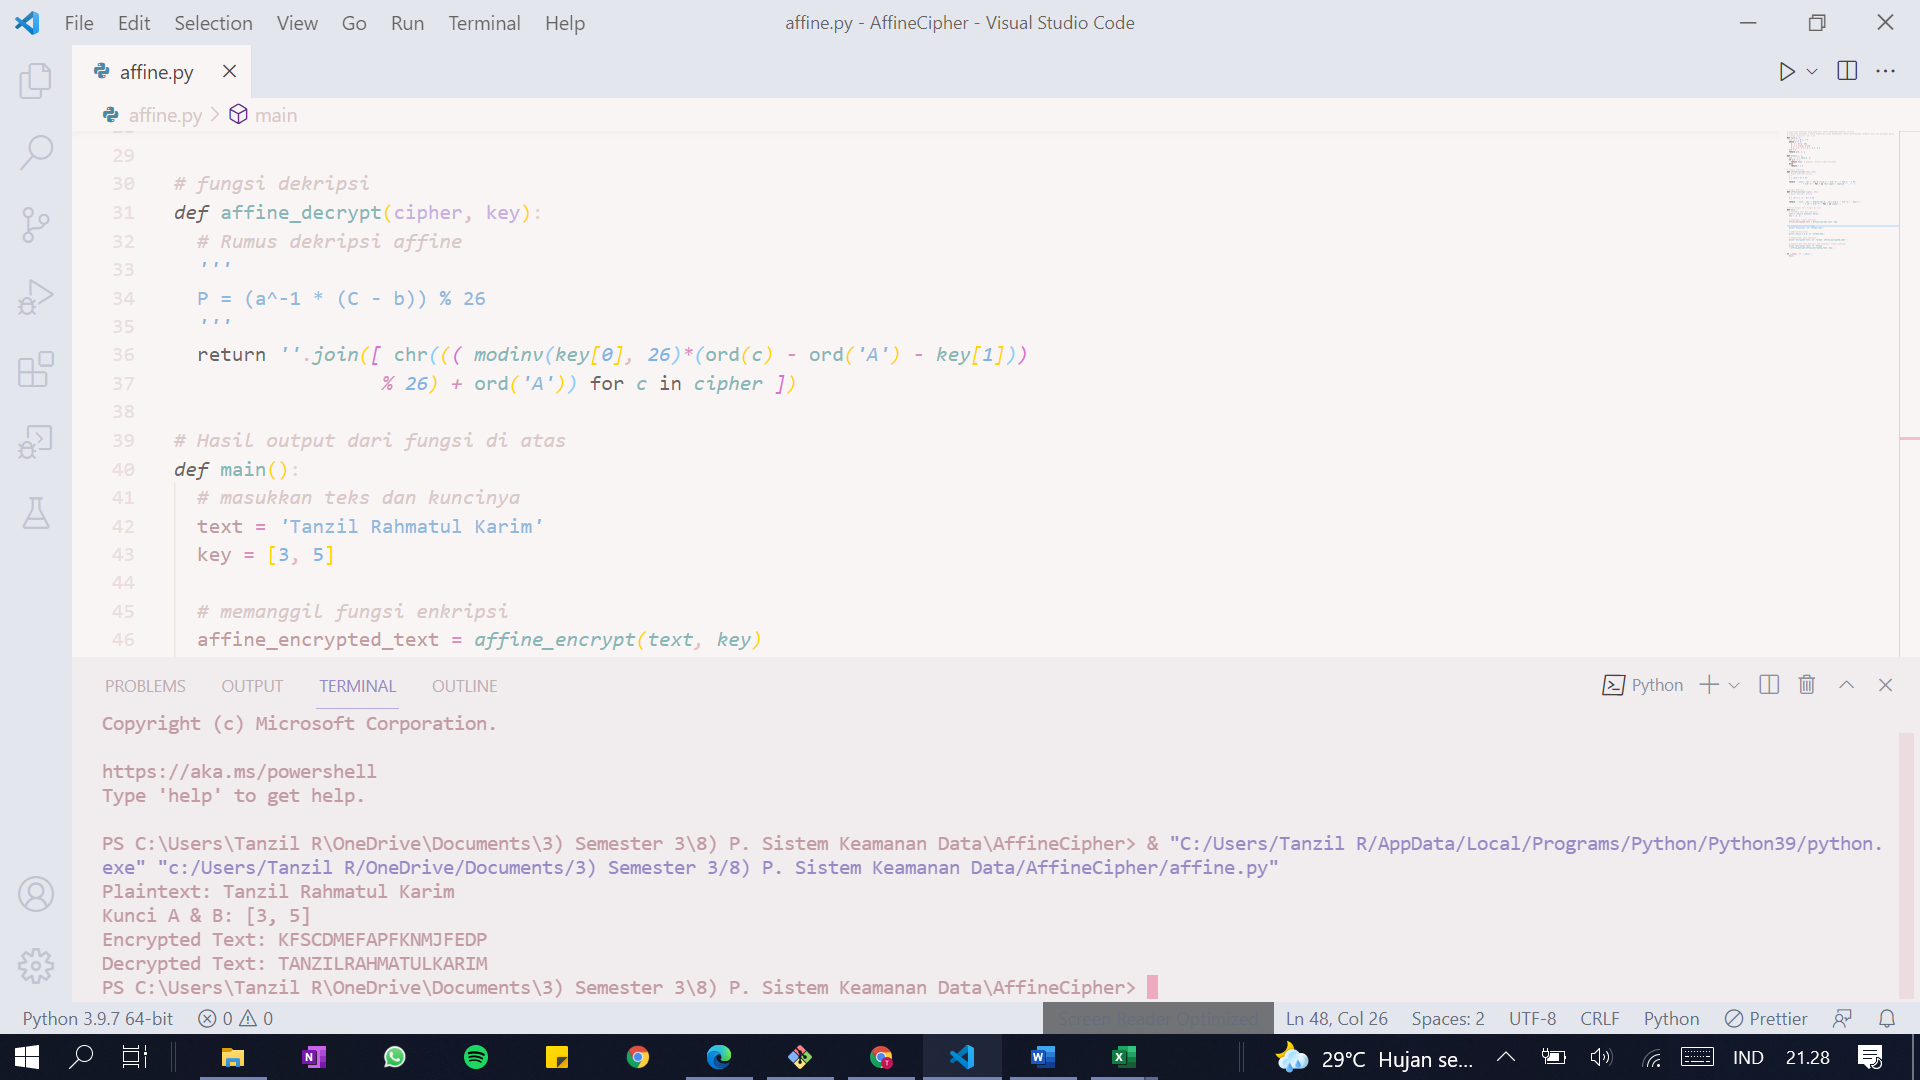 File Edit Selection View Go Run Terminal Help
affine.py - AffineCipher - Visual Studio Code
affine.py
affine.py > main
29
30 # fungsi dekripsi
31 def affine_decrypt(cipher, key):
32 # Rumus dekripsi affine
33 '''
34 P = (a^-1 * (C - b)) % 26
35 '''
36 return ''.join([ chr((( modinv(key[0], 26)*(ord(c) - ord('A') - key[1]))
37 % 26) + ord('A')) for c in cipher ])
38
39 # Hasil output dari fungsi di atas
40 def main():
41 # masukkan teks dan kuncinya
42 text = 'Tanzil Rahmatul Karim'
43 key = [3, 5]
44
45 # memanggil fungsi enkripsi
46 affine_encrypted_text = affine_encrypt(text, key)
PROBLEMS OUTPUT TERMINAL OUTLINE
Python
Copyright (c) Microsoft Corporation.
https://aka.ms/powershell
Type 'help' to get help.
PS C:\Users\Tanzil R\OneDrive\Documents\3) Semester 3\8) P. Sistem Keamanan Data\AffineCipher> & "C:/Users/Tanzil R/AppData/Local/Programs/Python/Python39/python.
exe" "c:/Users/Tanzil R/OneDrive/Documents/3) Semester 3/8) P. Sistem Keamanan Data/AffineCipher/affine.py"
Plaintext: Tanzil Rahmatul Karim
Kunci A & B: [3, 5]
Encrypted Text: KFSCDMEFAPFKNMJFEDP
Decrypted Text: TANZILRAHMATULKARIM
PS C:\Users\Tanzil R\OneDrive\Documents\3) Semester 3\8) P. Sistem Keamanan Data\AffineCipher>
Python 3.9.7 64-bit 0 0 Screen Reader Optimized Ln 48, Col 26 Spaces: 2 UTF-8 CRLF Python Prettier
29°C Hujan se... IND 21.28